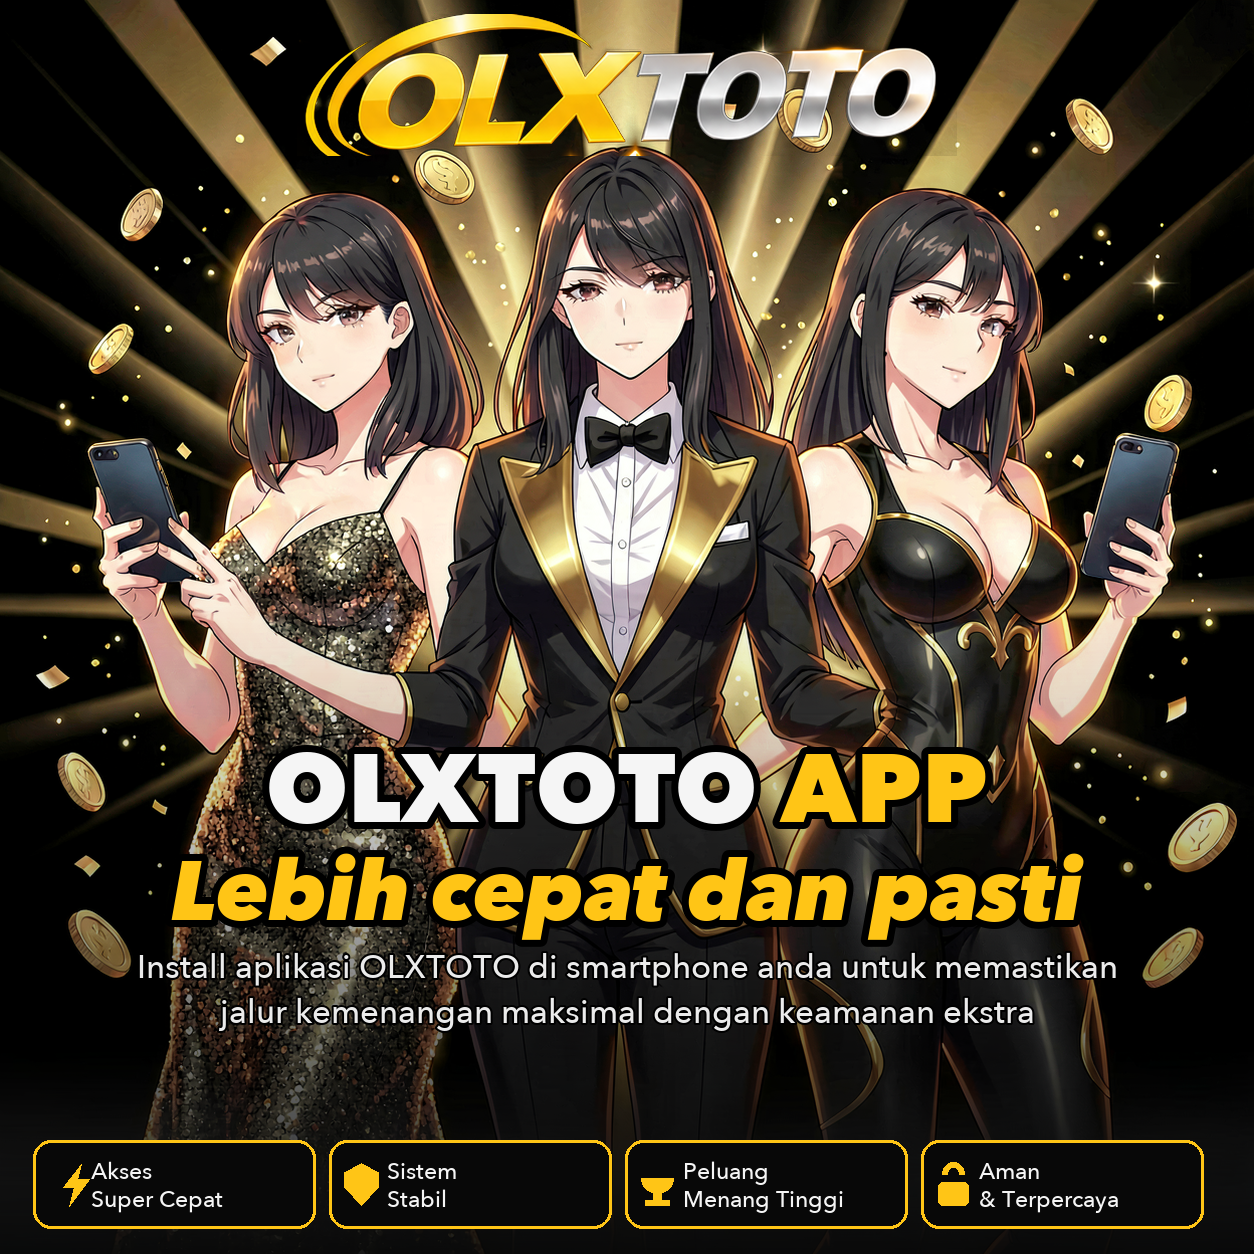 OLXTOTO
OLXTOTO APP
Lebih cepat dan pasti
Install aplikasi OLXTOTO di smartphone anda untuk memastikan
jalur kemenangan maksimal dengan keamanan ekstra
Akses
Super Cepat
Sistem
Stabil
Peluang
Menang Tinggi
Aman
& Terpercaya